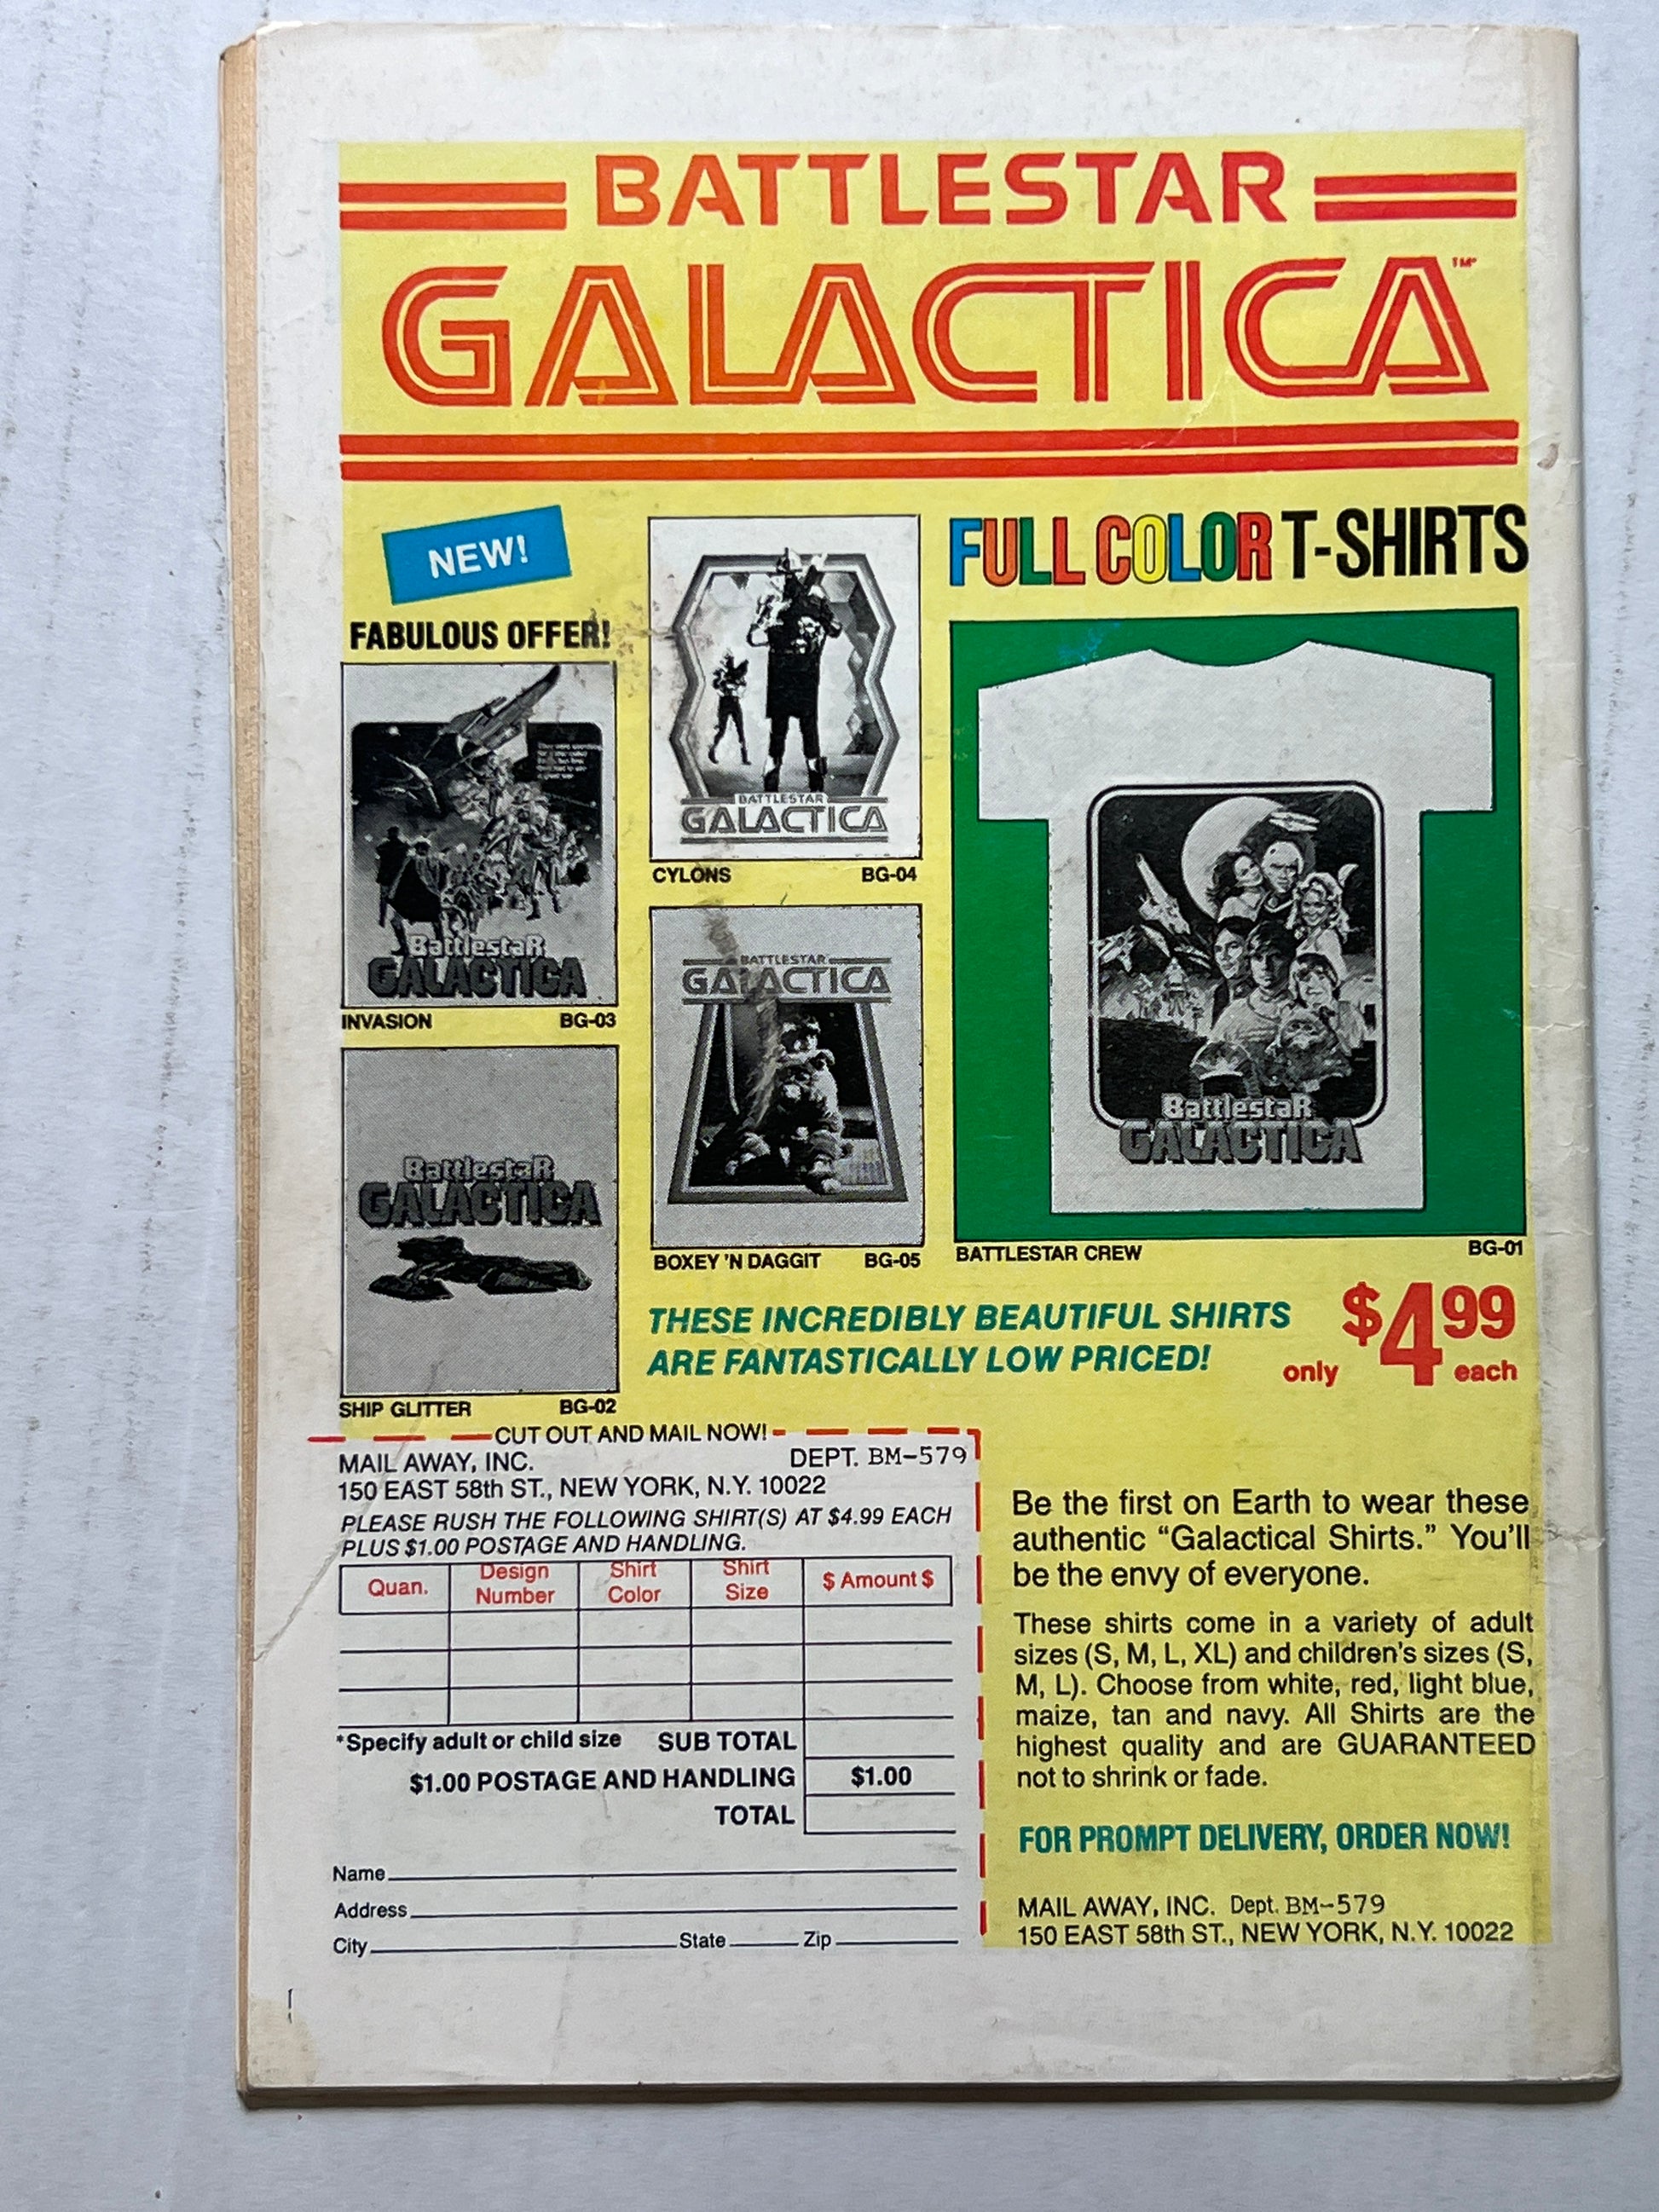 BATTLESTAR
GALACTICA™
NEW!
FABULOUS OFFER!
FULL COLOR T-SHIRTS
BattlestaR
GALACTICA
INVASION BG-03
BATTLESTAR
GALACTICA
CYLONS BG-04
BattlestaR
GALACTICA
SHIP GLITTER BG-02
BATTLESTAR
GALACTICA
BOXEY 'N DAGGIT BG-05
BattlestaR
GALACTICA
BATTLESTAR CREW BG-01
THESE INCREDIBLY BEAUTIFUL SHIRTS
ARE FANTASTICALLY LOW PRICED!
only $4.99 each
CUT OUT AND MAIL NOW!
MAIL AWAY, INC. DEPT. BM-579
150 EAST 58th ST., NEW YORK, N.Y. 10022
PLEASE RUSH THE FOLLOWING SHIRT(S) AT $4.99 EACH
PLUS $1.00 POSTAGE AND HANDLING.
Quan. Design Number Shirt Color Shirt Size $ Amount $
*Specify adult or child size SUB TOTAL
$1.00 POSTAGE AND HANDLING $1.00
TOTAL
Name
Address
City State Zip
Be the first on Earth to wear these
authentic “Galactical Shirts.” You'll
be the envy of everyone.
These shirts come in a variety of adult
sizes (S, M, L, XL) and children's sizes (S,
M, L). Choose from white, red, light blue,
maize, tan and navy. All Shirts are the
highest quality and are GUARANTEED
not to shrink or fade.
FOR PROMPT DELIVERY, ORDER NOW!
MAIL AWAY, INC. Dept. BM-579
150 EAST 58th ST., NEW YORK, N.Y. 10022